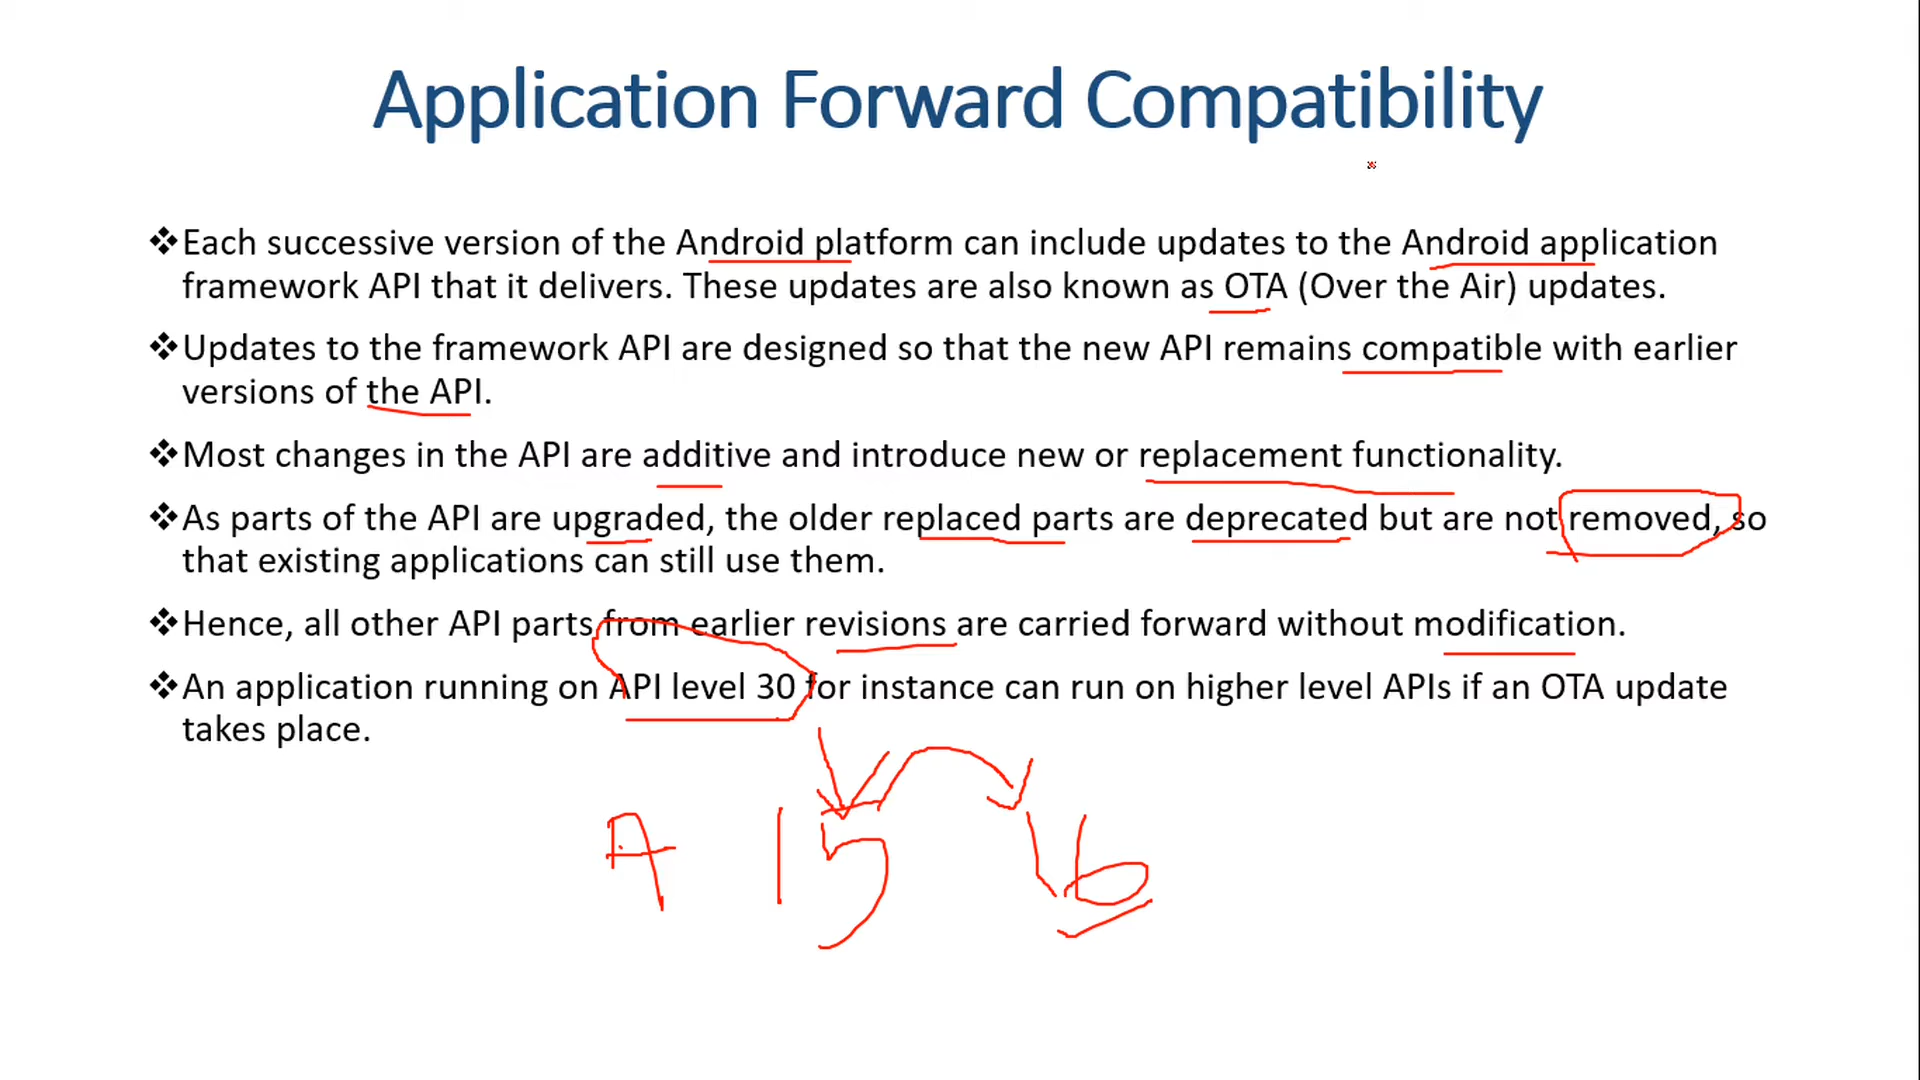 Application Forward Compatibility
❖Each successive version of the Android platform can include updates to the Android application
framework API that it delivers. These updates are also known as OTA (Over the Air) updates.
❖Updates to the framework API are designed so that the new API remains compatible with earlier
versions of the API.
❖Most changes in the API are additive and introduce new or replacement functionality.
❖As parts of the API are upgraded, the older replaced parts are deprecated but are not removed, so
that existing applications can still use them.
❖Hence, all other API parts from earlier revisions are carried forward without modification.
❖An application running on API level 30 for instance can run on higher level APIs if an OTA update
takes place.
A 15 16